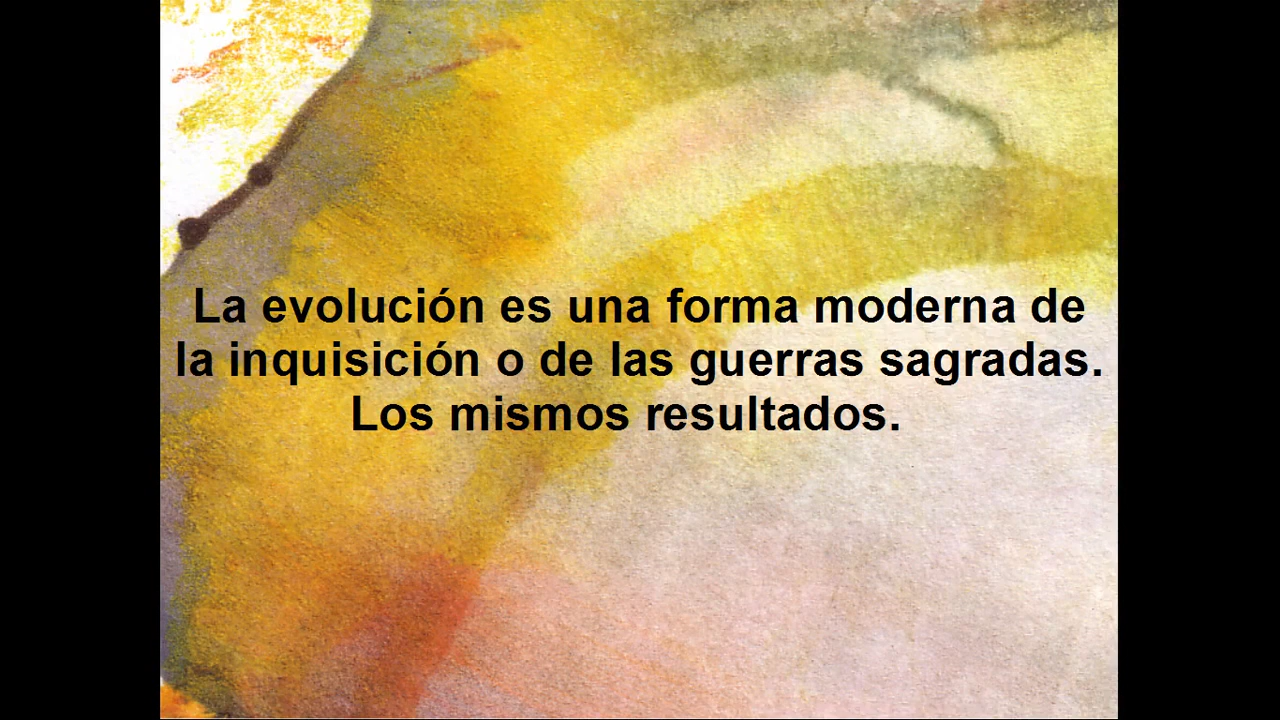 La evolución es una forma moderna de
la inquisición o de las guerras sagradas.
Los mismos resultados.